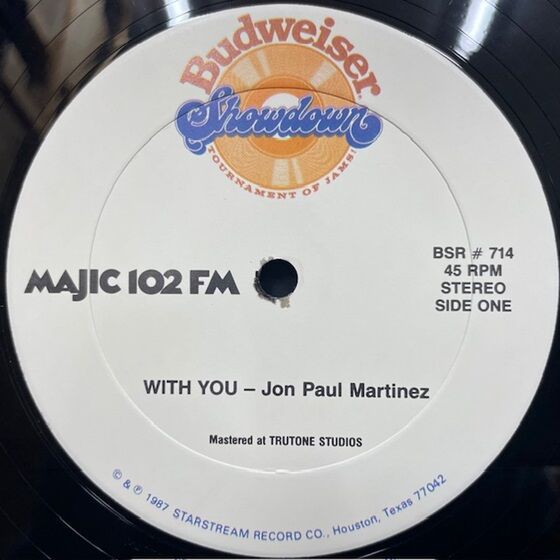 Budweiser
Showdown
TOURNAMENT OF JAMS!
MAJIC 102 FM
BSR # 714
45 RPM
STEREO
SIDE ONE
WITH YOU – Jon Paul Martinez
Mastered at TRUTONE STUDIOS
© & ℗ 1987 STARSTREAM RECORD CO., Houston, Texas 77042